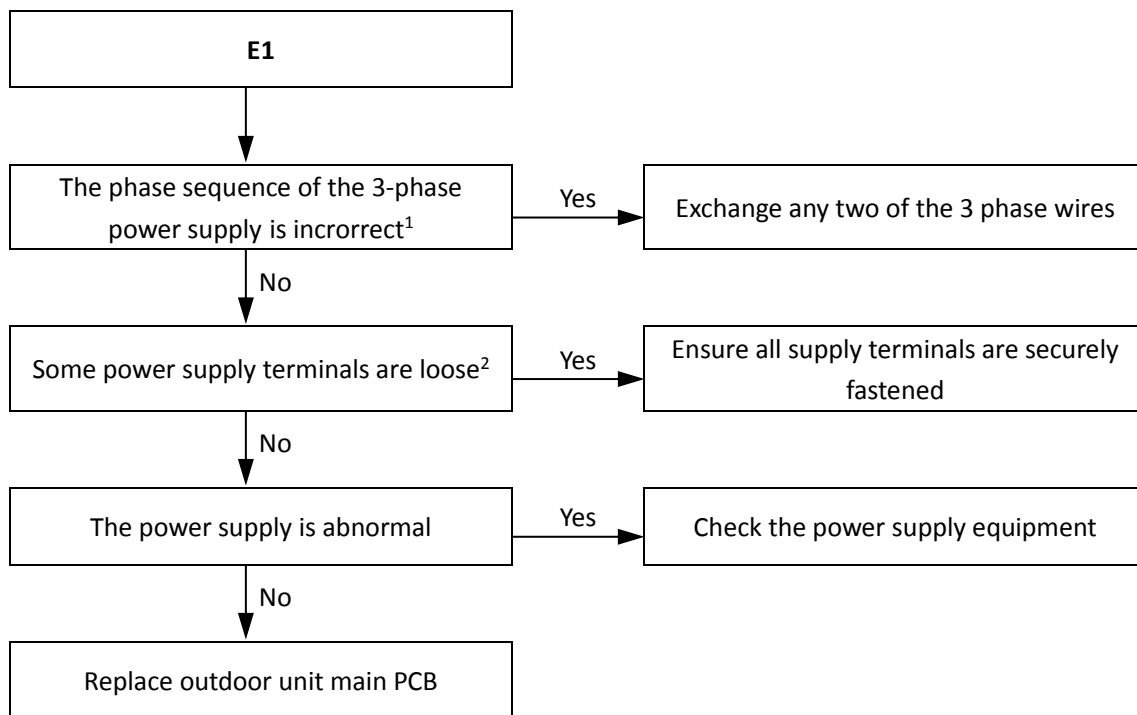 E1
The phase sequence of the 3-phase
power supply is incrorrect¹
Yes
Exchange any two of the 3 phase wires
No
Some power supply terminals are loose²
Yes
Ensure all supply terminals are securely
fastened
No
The power supply is abnormal
Yes
Check the power supply equipment
No
Replace outdoor unit main PCB